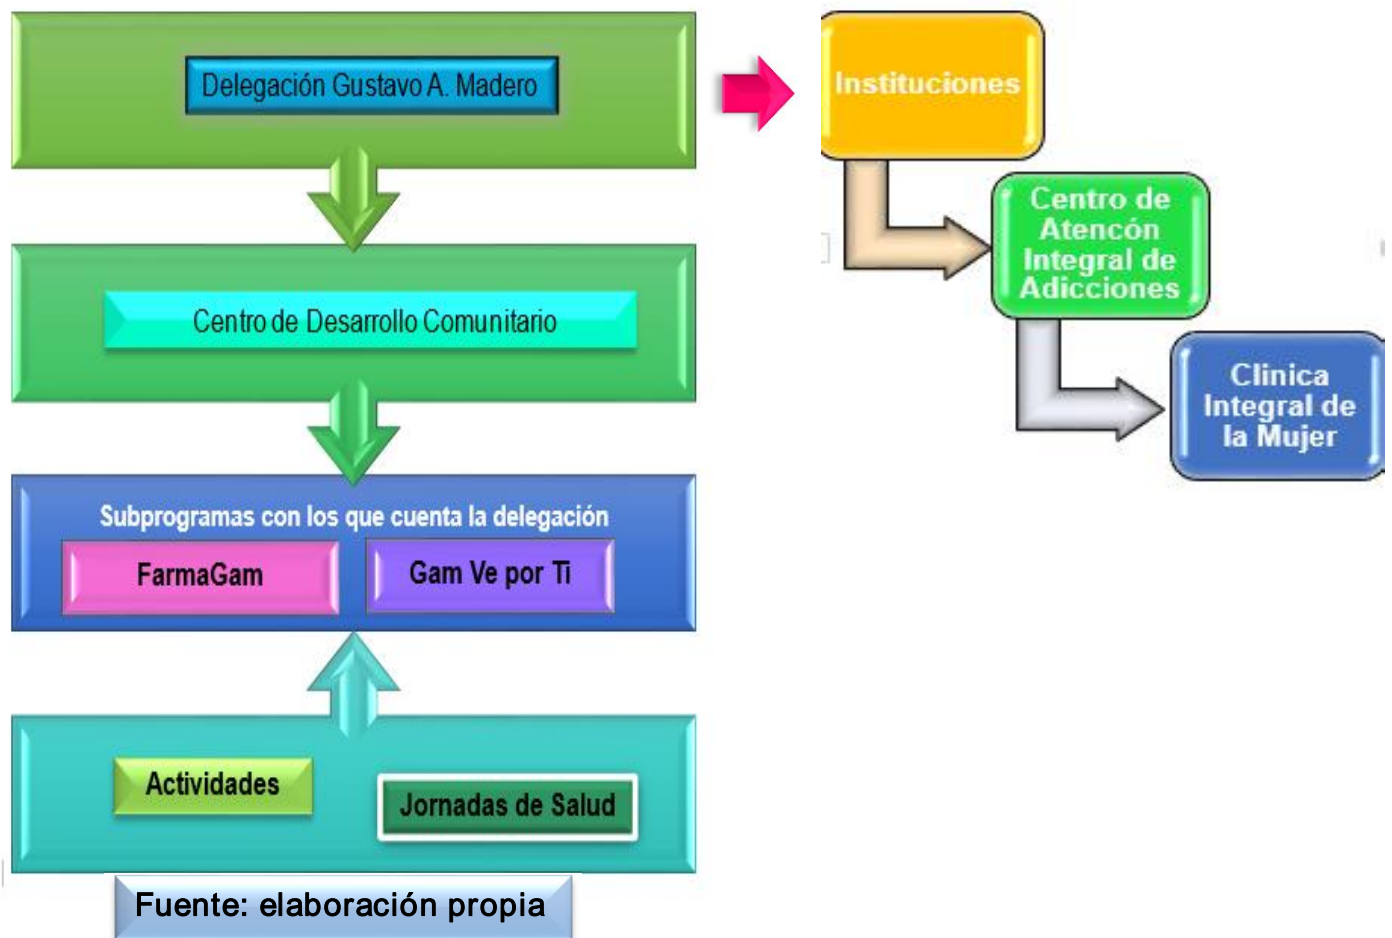 Delegación Gustavo A. Madero
Centro de Desarrollo Comunitario
Subprogramas con los que cuenta la delegación
FarmaGam
Gam Ve por Ti
Actividades
Jornadas de Salud
Fuente: elaboración propia
Instituciones
Centro de
Atencón
Integral de
Adicciones
Clinica
Integral de
la Mujer